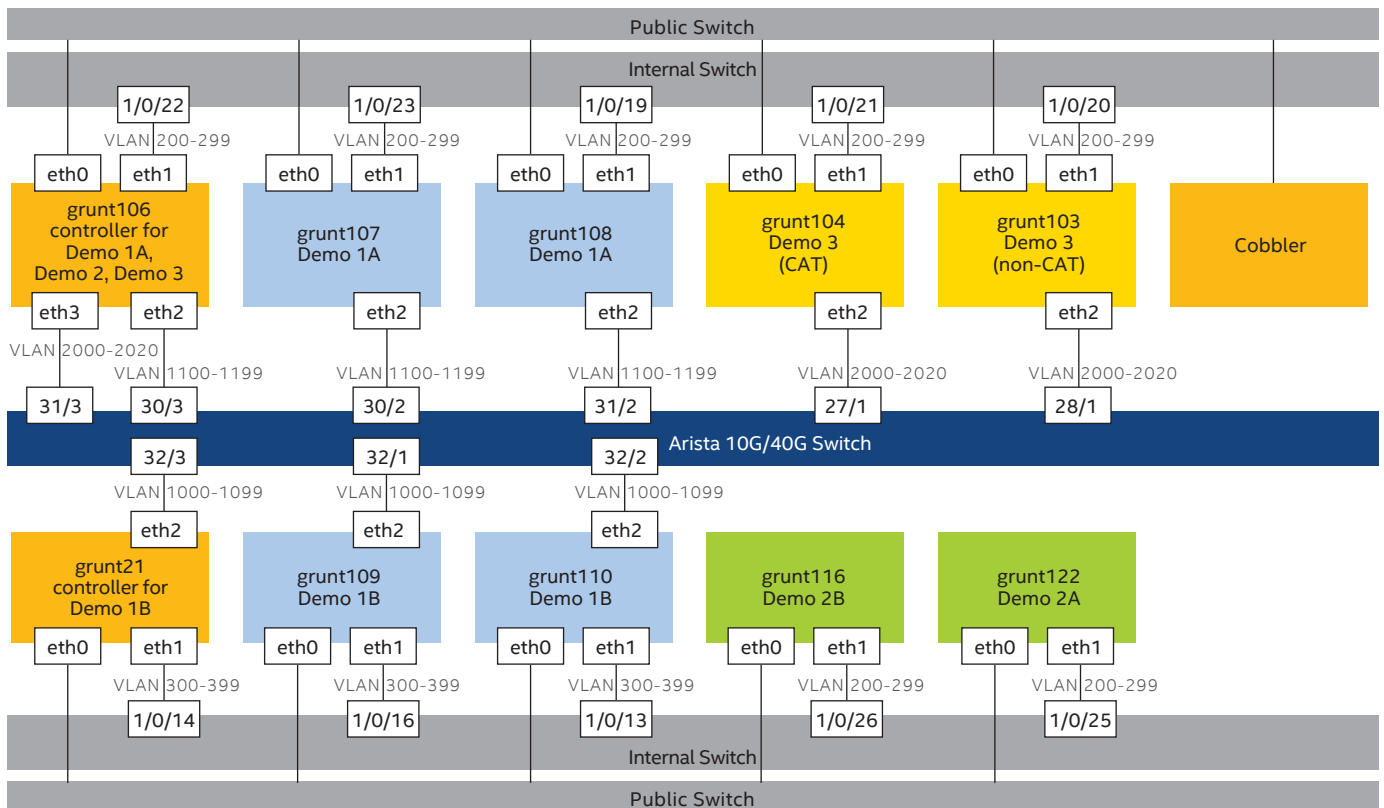 Public Switch
Internal Switch
1/0/22
1/0/23
1/0/19
1/0/21
1/0/20
VLAN 200-299
VLAN 200-299
VLAN 200-299
VLAN 200-299
VLAN 200-299
eth0
eth1
eth0
eth1
eth0
eth1
eth0
eth1
eth0
eth1
grunt106
controller for
Demo 1A,
Demo 2, Demo 3
grunt107
Demo 1A
grunt108
Demo 1A
grunt104
Demo 3
(CAT)
grunt103
Demo 3
(non-CAT)
Cobbler
eth3
eth2
eth2
eth2
eth2
eth2
VLAN 2000-2020
VLAN 1100-1199
VLAN 1100-1199
VLAN 1100-1199
VLAN 2000-2020
VLAN 2000-2020
31/3
30/3
30/2
31/2
27/1
28/1
Arista 10G/40G Switch
32/3
32/1
32/2
VLAN 1000-1099
VLAN 1000-1099
VLAN 1000-1099
eth2
eth2
eth2
grunt21
controller for
Demo 1B
grunt109
Demo 1B
grunt110
Demo 1B
grunt116
Demo 2B
grunt122
Demo 2A
eth0
eth1
eth0
eth1
eth0
eth1
eth0
eth1
eth0
eth1
VLAN 300-399
VLAN 300-399
VLAN 300-399
VLAN 200-299
VLAN 200-299
1/0/14
1/0/16
1/0/13
1/0/26
1/0/25
Internal Switch
Public Switch